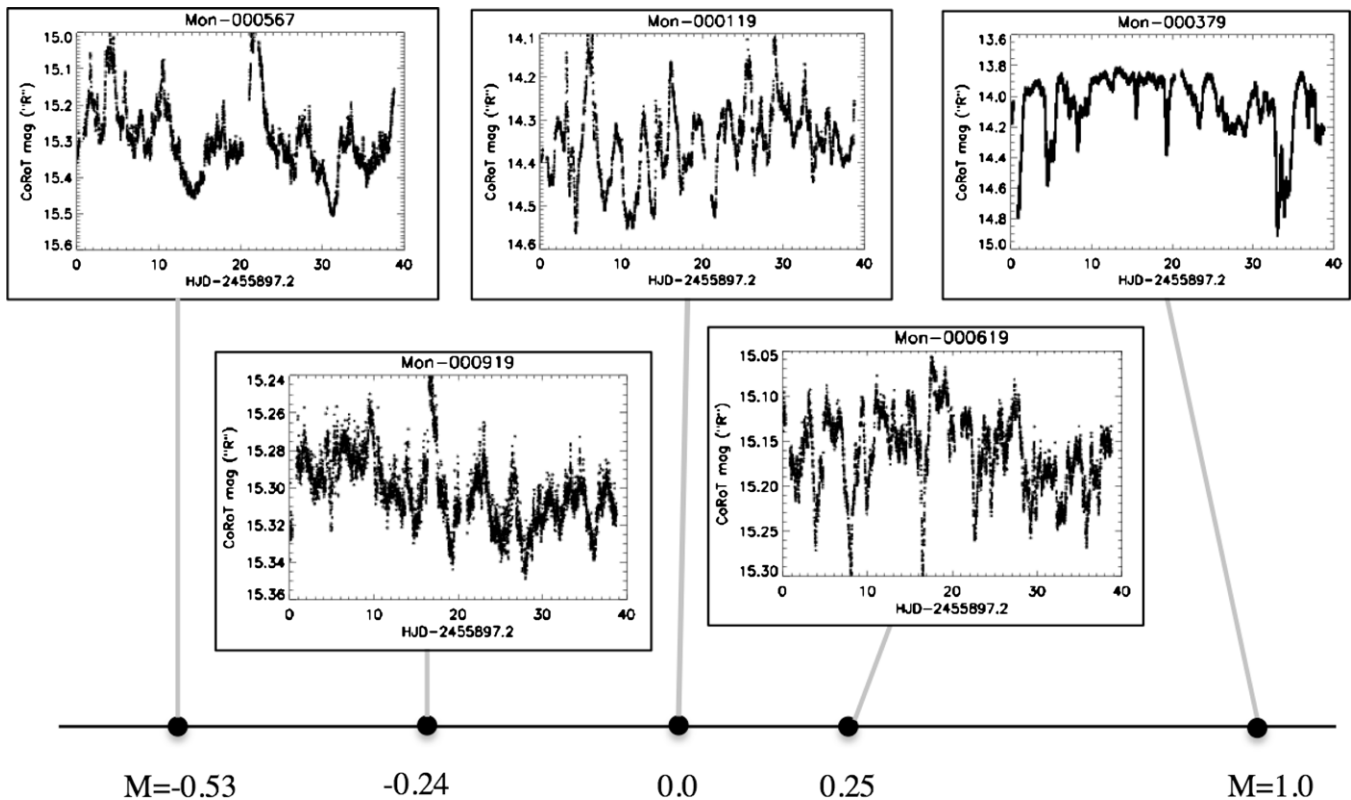 Mon-000567
15.0
15.1
15.2
15.3
15.4
15.5
15.6
CoRoT mag ("R")
0 10 20 30 40
HJD-2455897.2
Mon-000119
14.1
14.2
14.3
14.4
14.5
14.6
CoRoT mag ("R")
0 10 20 30 40
HJD-2455897.2
Mon-000379
13.6
13.8
14.0
14.2
14.4
14.6
14.8
15.0
CoRoT mag ("R")
0 10 20 30 40
HJD-2455897.2
Mon-000919
15.24
15.26
15.28
15.30
15.32
15.34
15.36
CoRoT mag ("R")
0 10 20 30 40
HJD-2455897.2
Mon-000619
15.05
15.10
15.15
15.20
15.25
15.30
CoRoT mag ("R")
0 10 20 30 40
HJD-2455897.2
M=-0.53 -0.24 0.0 0.25 M=1.0